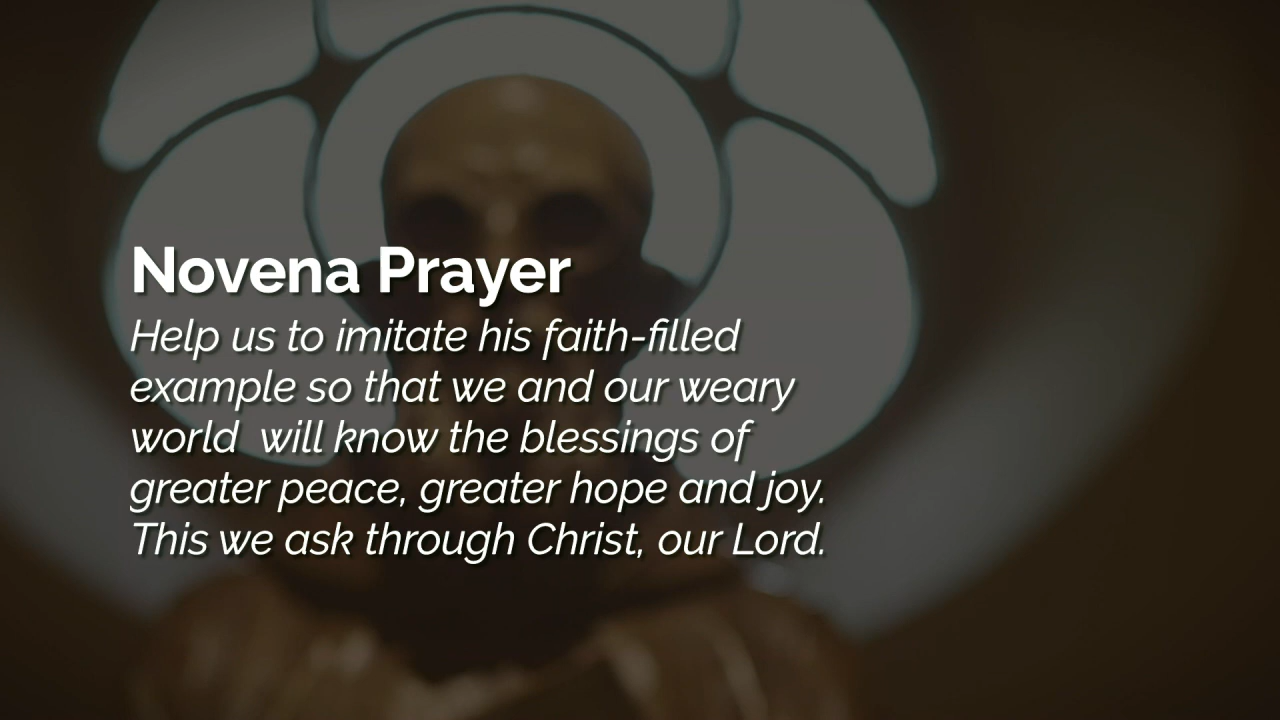 Novena Prayer
Help us to imitate his faith-filled
example so that we and our weary
world  will know the blessings of
greater peace, greater hope and joy.
This we ask through Christ, our Lord.